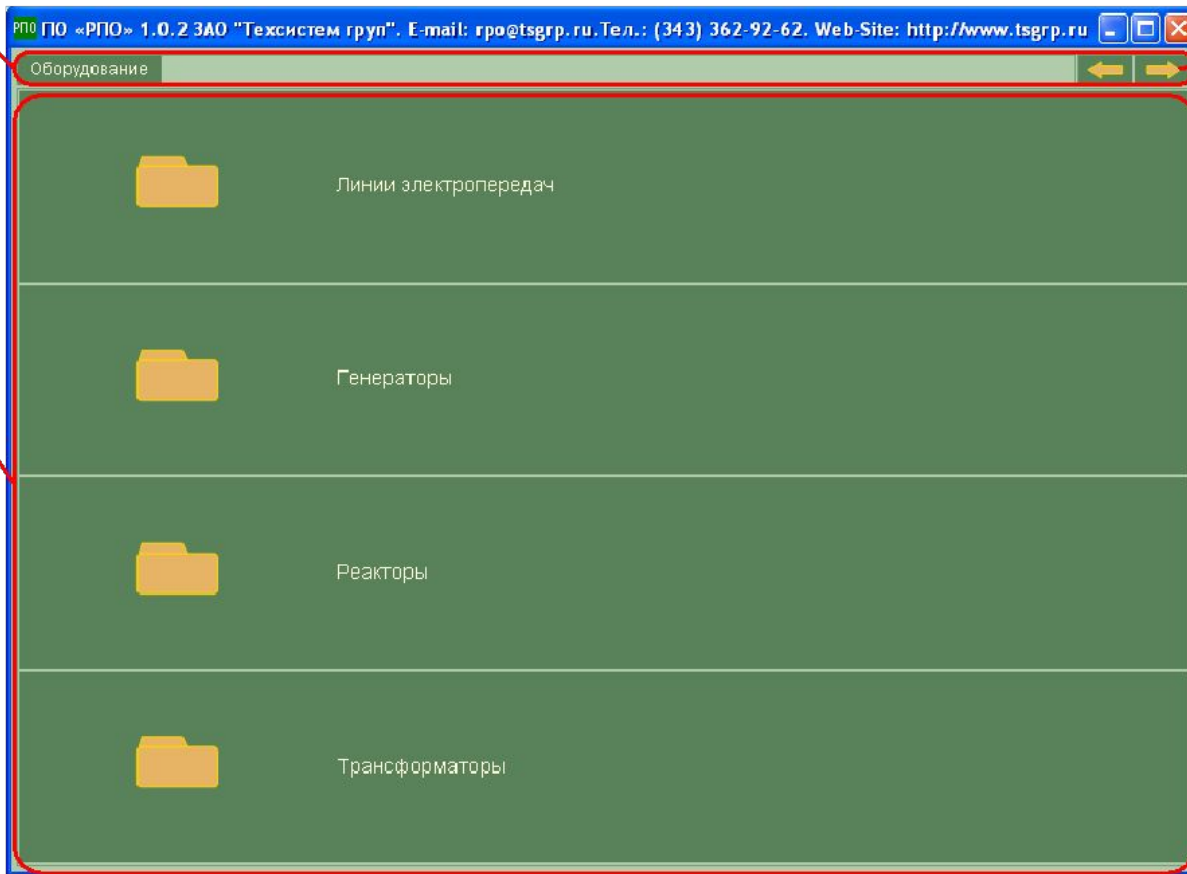 РПО ПО «РПО» 1.0.2 ЗАО "Техсистем груп". E-mail: rpo@tsgrp.ru.Тел.: (343) 362-92-62. Web-Site: http://www.tsgrp.ru
Оборудование
Линии электропередач
Генераторы
Реакторы
Трансформаторы